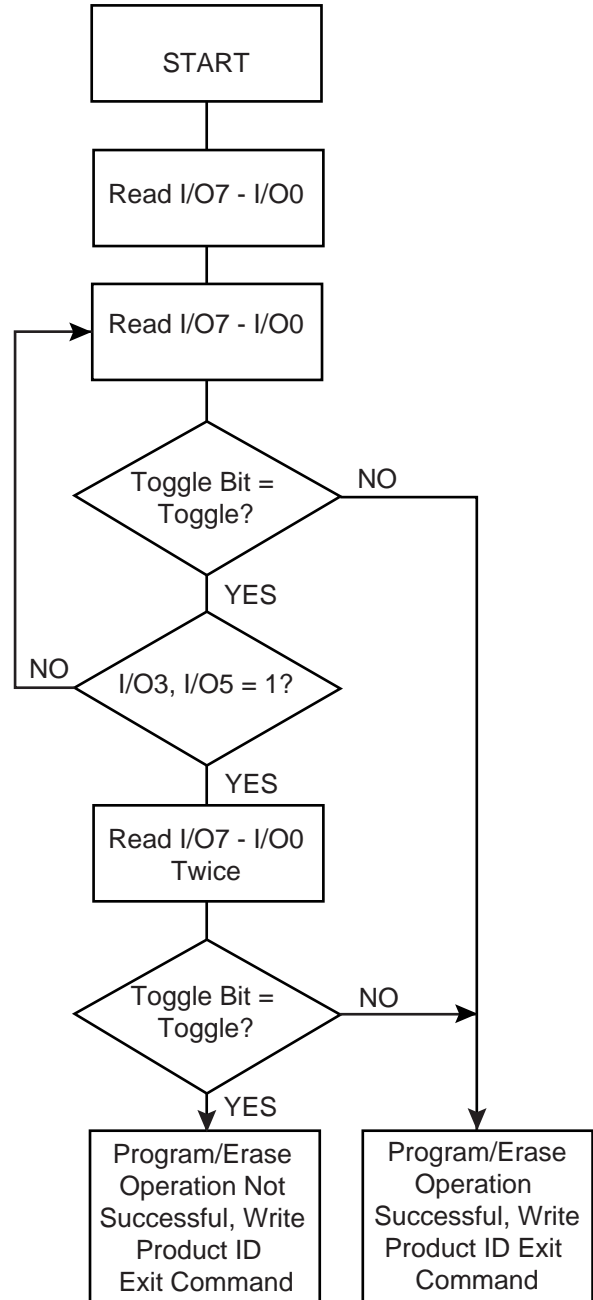 START
Read I/O7 - I/O0
Read I/O7 - I/O0
Toggle Bit =
Toggle?
NO
YES
NO
I/O3, I/O5 = 1?
YES
Read I/O7 - I/O0
Twice
Toggle Bit =
Toggle?
NO
YES
Program/Erase
Operation Not
Successful, Write
Product ID
Exit Command
Program/Erase
Operation
Successful, Write
Product ID Exit
Command